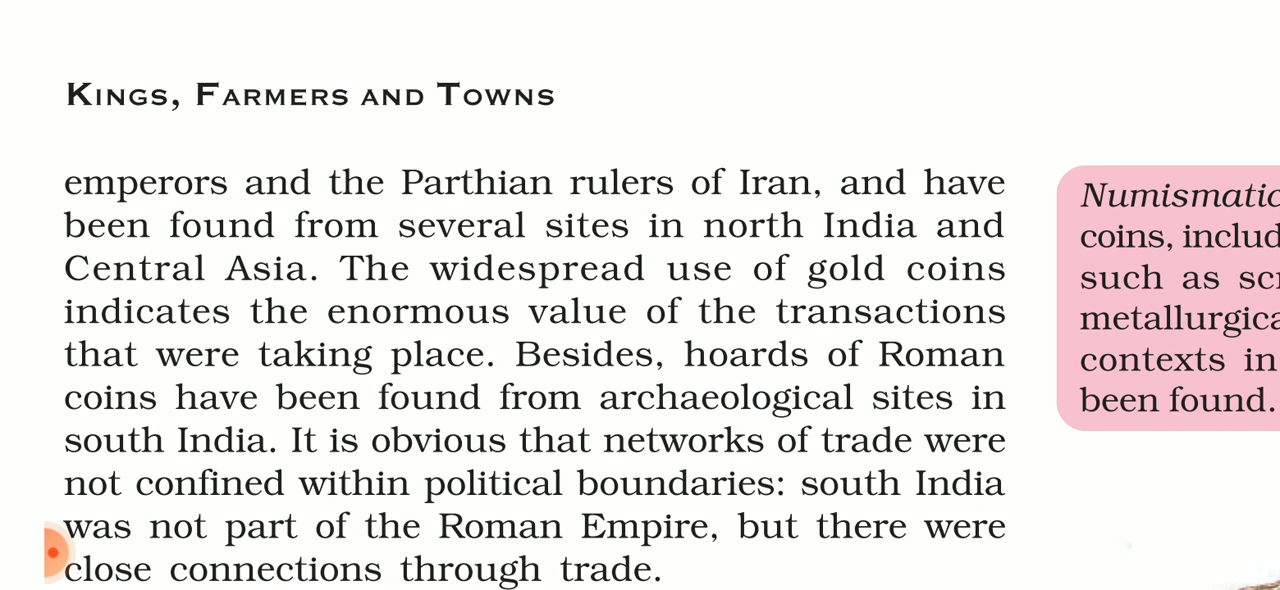 KINGS, FARMERS AND TOWNS
emperors and the Parthian rulers of Iran, and have
been found from several sites in north India and
Central Asia. The widespread use of gold coins
indicates the enormous value of the transactions
that were taking place. Besides, hoards of Roman
coins have been found from archaeological sites in
south India. It is obvious that networks of trade were
not confined within political boundaries: south India
was not part of the Roman Empire, but there were
close connections through trade.
coins,
such as
contexts in
been found.